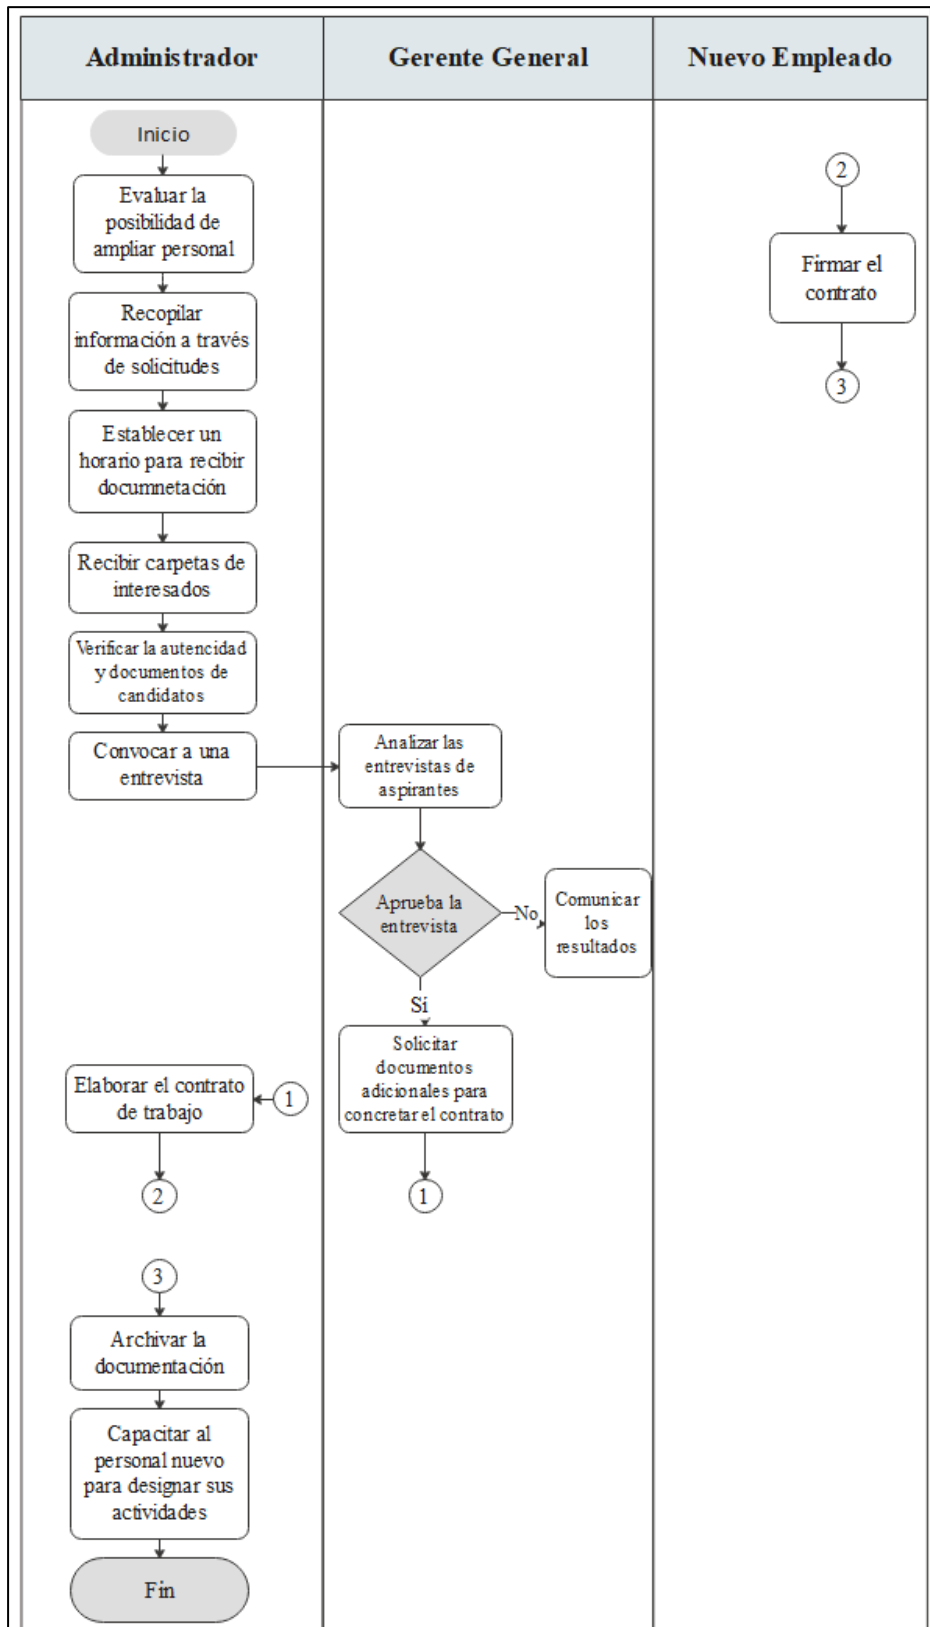 Administrador
Gerente General
Nuevo Empleado
Inicio
Evaluar la
posibilidad de
ampliar personal
Recopilar
información a través
de solicitudes
Establecer un
horario para recibir
documnetación
Recibir carpetas de
interesados
Verificar la autencidad
y documentos de
candidatos
Convocar a una
entrevista
Analizar las
entrevistas de
aspirantes
Aprueba la
entrevista
No
Comunicar
los
resultados
Sí
Solicitar
documentos
adicionales para
concretar el contrato
1
1
Elaborar el contrato
de trabajo
2
2
Firmar el
contrato
3
3
Archivar la
documentación
Capacitar al
personal nuevo
para designar sus
actividades
Fin